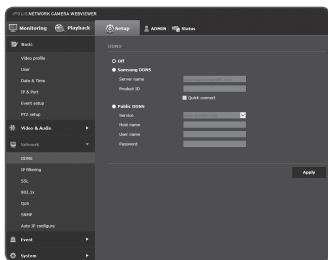 iPOLiS NETWORK CAMERA WEBVIEWER
Monitoring Playback Setup ADMIN Status
Basic
Video profile
User
Date & Time
IP & Port
Event setup
PTZ setup
Video & Audio
Network
DDNS
IP filtering
SSL
802.1x
QoS
SNMP
Auto IP configure
Event
System
DDNS
Off
Samsung DDNS
Server name
Product ID
Quick connect
Public DDNS
Service
Host name
User name
Password
Apply